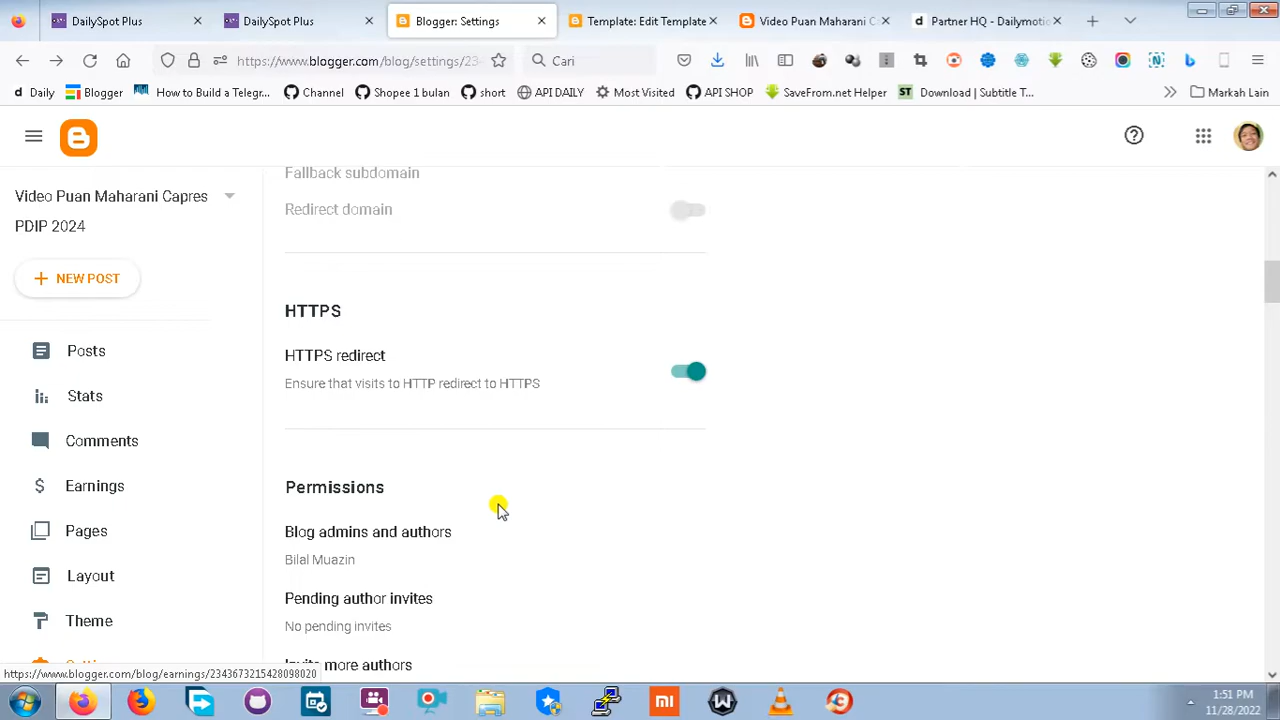 DailySpot Plus
DailySpot Plus
Blogger: Settings
Template: Edit Template
Video Puan Maharani C
Partner HQ - Dailymotio
https://www.blogger.com/blog/settings/23
Cari
d Daily
Blogger
How to Build a Telegr...
Channel
Shopee 1 bulan
short
API DAILY
Most Visited
API SHOP
SaveFrom.net Helper
ST Download | Subtitle T...
Markah Lain
Video Puan Maharani Capres
PDIP 2024
NEW POST
Posts
Stats
Comments
Earnings
Pages
Layout
Theme
Fallback subdomain
Redirect domain
HTTPS
HTTPS redirect
Ensure that visits to HTTP redirect to HTTPS
Permissions
Blog admins and authors
Bilal Muazin
Pending author invites
No pending invites
Invite more authors
https://www.blogger.com/blog/earnings/2343673215428098020
1:51 PM
11/28/2022